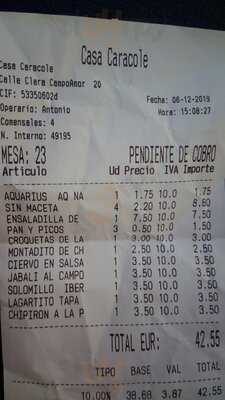 Casa Caracole
Casa Caracole
Calle Clara CampoAmor 20
CIF: 53350602d
Operario: Antonio
Comensales: 4
N. Interno: 49195
Fecha: 06-12-2019
Hora: 15:08:27
MESA: 23 PENDIENTE DE COBRO
Articulo Ud Precio IVA Importe
AQUARIUS AQ NA 1 1.75 10.0 1.75
SIN MACETA 4 2.20 10.0 8.80
ENSALADILLA DE 1 7.50 10.0 7.50
PAN Y PICOS 3 0.50 10.0 1.50
CROQUETAS DE LA 1 3.00 10.0 3.00
MONTADITO DE CH 1 2.50 10.0 2.50
CIERVO EN SALSA 1 3.50 10.0 3.50
JABALI AL CAMPO 1 3.50 10.0 3.50
SOLOMILLO IBER 1 3.50 10.0 3.50
LAGARTITO TAPA 1 3.50 10.0 3.50
CHIPIRON A LA P 1 3.50 10.0 3.50
TOTAL EUR: 42.55
TIPO BASE VAL TOTAL
10.00% 38.68 3.87 42.55